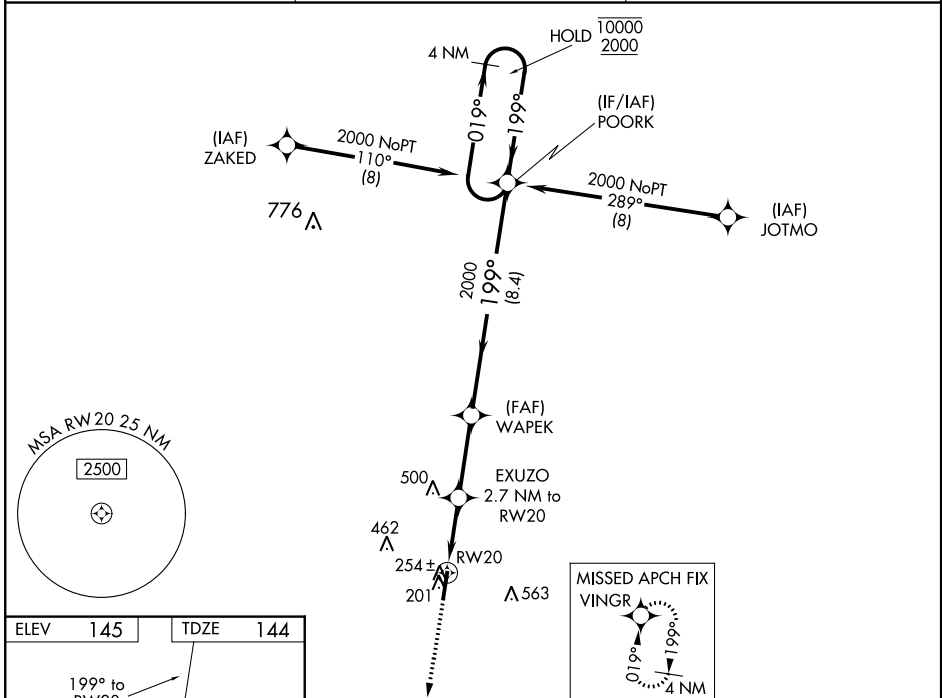 HOLD 10000
2000
4 NM
019°
199°
(IF/IAF)
POORK
(IAF)
ZAKED
2000 NoPT
110°
(8)
2000 NoPT
289°
(8)
(IAF)
JOTMO
776
2000
199°
(8.4)
(FAF)
WAPEK
MSA RW20 25 NM
2500
500
EXUZO
2.7 NM to
RW20
462
254 ±
RW20
201
563
MISSED APCH FIX
VINGR
019°
199°
4 NM
ELEV 145
TDZE 144
199° to
RW20